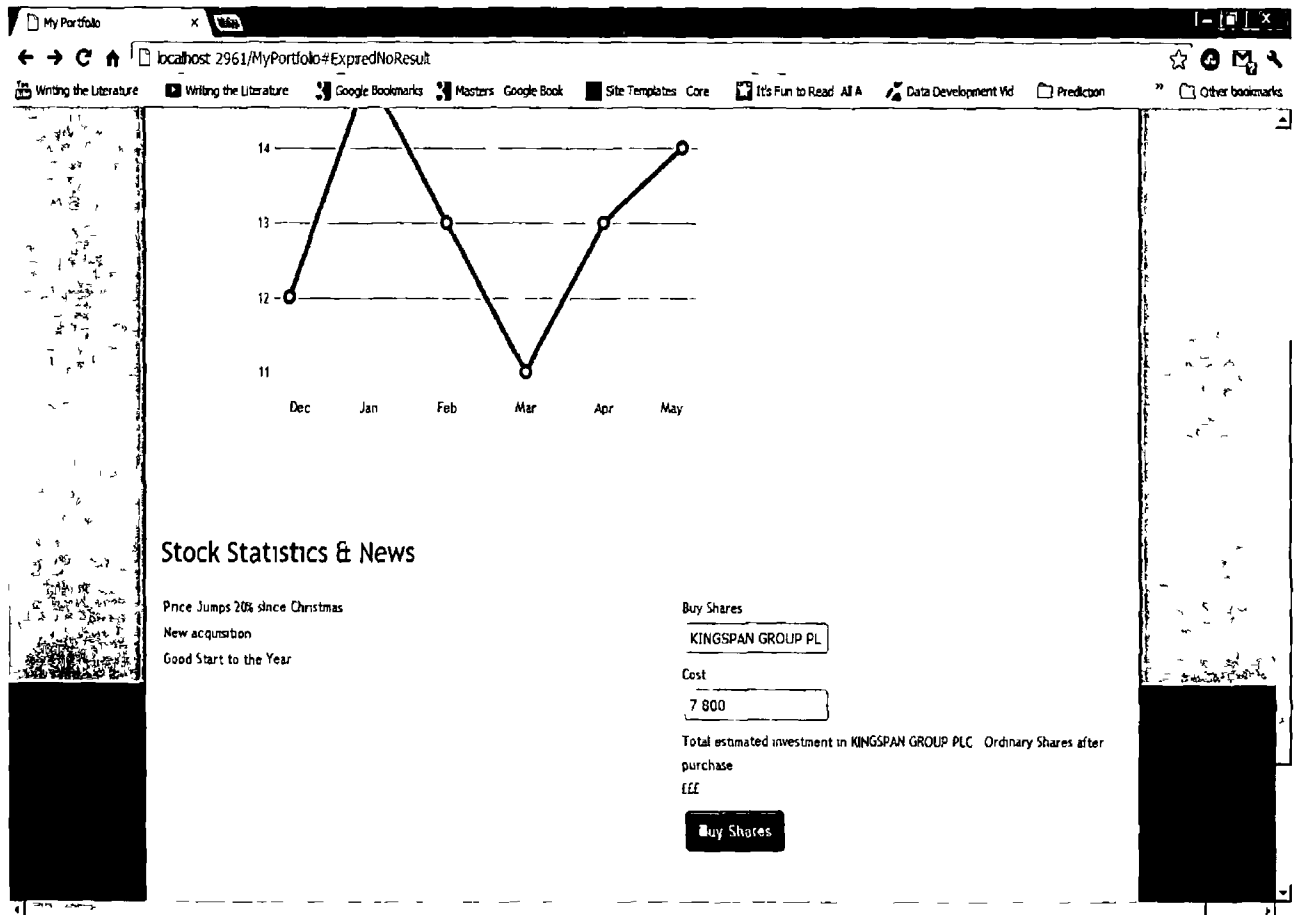 My Portfolio ×
localhost 2961/MyPortfolio#ExpiredNoResult
Writing the Literature Writing the Literature Google Bookmarks Masters Google Book Site Templates Core It's Fun to Read All A Data Development Wid Prediction » Other bookmarks
14
13
12
11
Dec Jan Feb Mar Apr May
Stock Statistics & News
Price Jumps 20% since Christmas
New acquisition
Good Start to the Year
Buy Shares
KINGSPAN GROUP PL
Cost
7 800
Total estimated investment in KINGSPAN GROUP PLC Ordinary Shares after
purchase
£££
Buy Shares